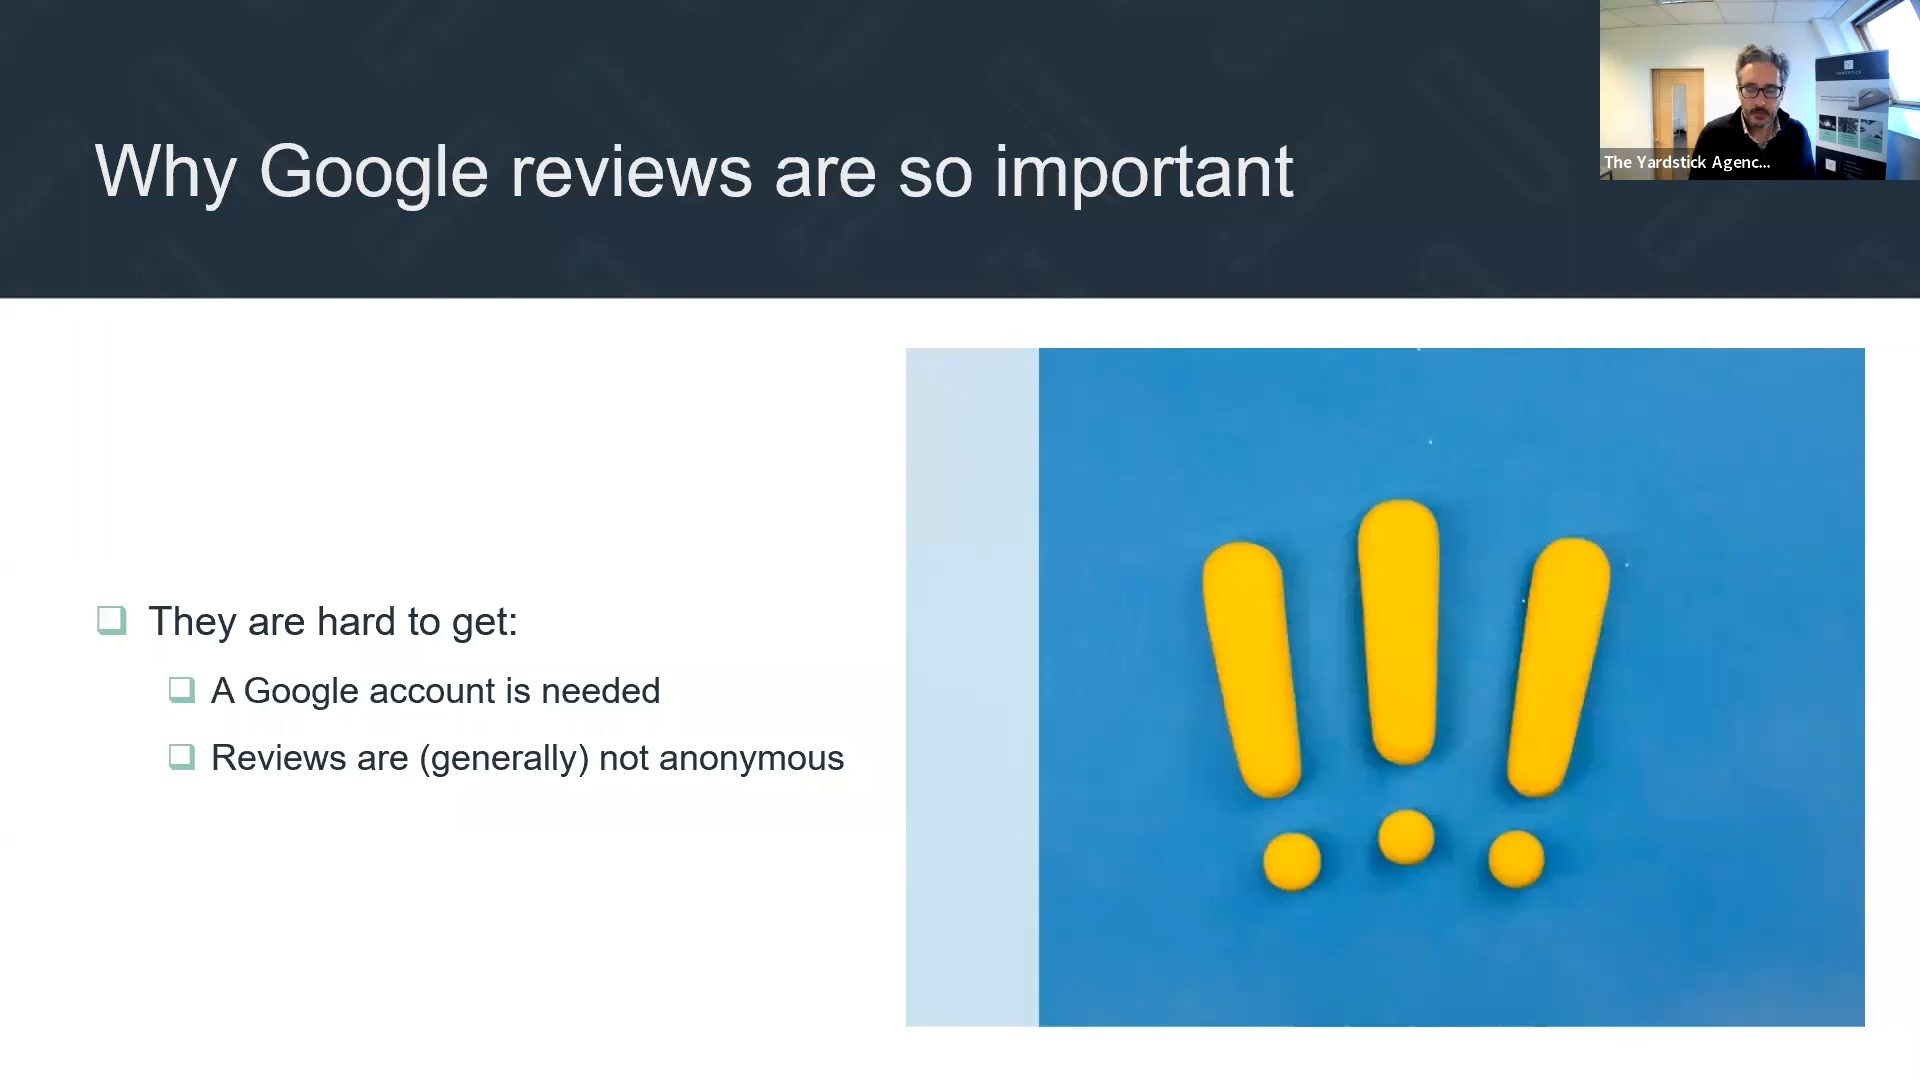 Why Google reviews are so important
The Yardstick Agenc...
YARDSTICK
They are hard to get:
A Google account is needed
Reviews are (generally) not anonymous